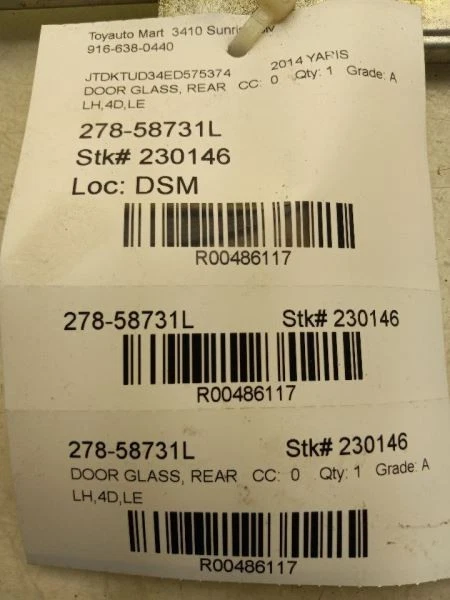 Toyauto Mart 3410 Sunri
916-638-0440
JTDKTUD34ED575374 2014 YARIS
DOOR GLASS, REAR CC: 0 Qty: 1 Grade: A
LH,4D,LE
278-58731L
Stk# 230146
Loc: DSM
R00486117
278-58731L Stk# 230146
R00486117
278-58731L Stk# 230146
DOOR GLASS, REAR CC: 0 Qty: 1 Grade: A
LH,4D,LE
R00486117